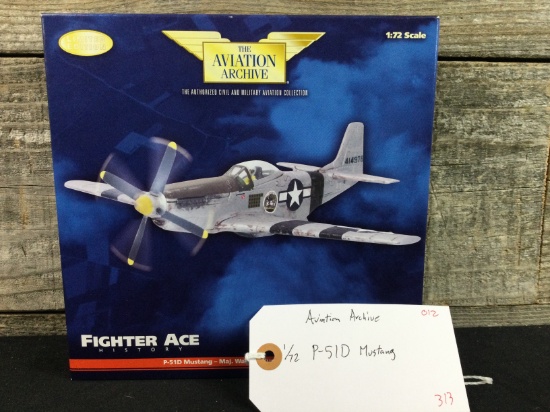 1:72 Scale
THE
AVIATION
ARCHIVE
THE AUTHORIZED CIVIL AND MILITARY AVIATION COLLECTION
FIGHTER ACE
HISTORY
P-51D Mustang – Maj.
Aviation Archive
012
1/72 P-51D Mustang
313